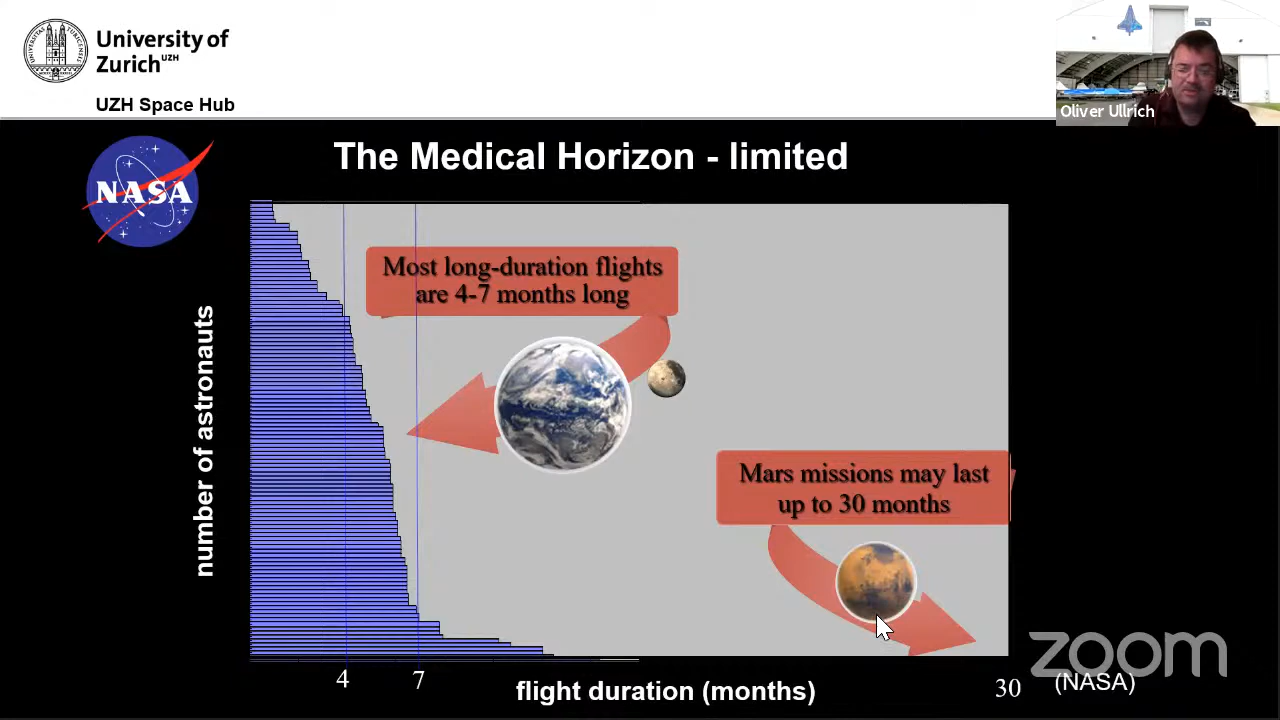 University of
Zurich UZH
UZH Space Hub
Oliver Ullrich
NASA
The Medical Horizon - limited
Most long-duration flights
are 4-7 months long
number of astronauts
Mars missions may last
up to 30 months
4
7
flight duration (months)
30
(NASA)
zoom